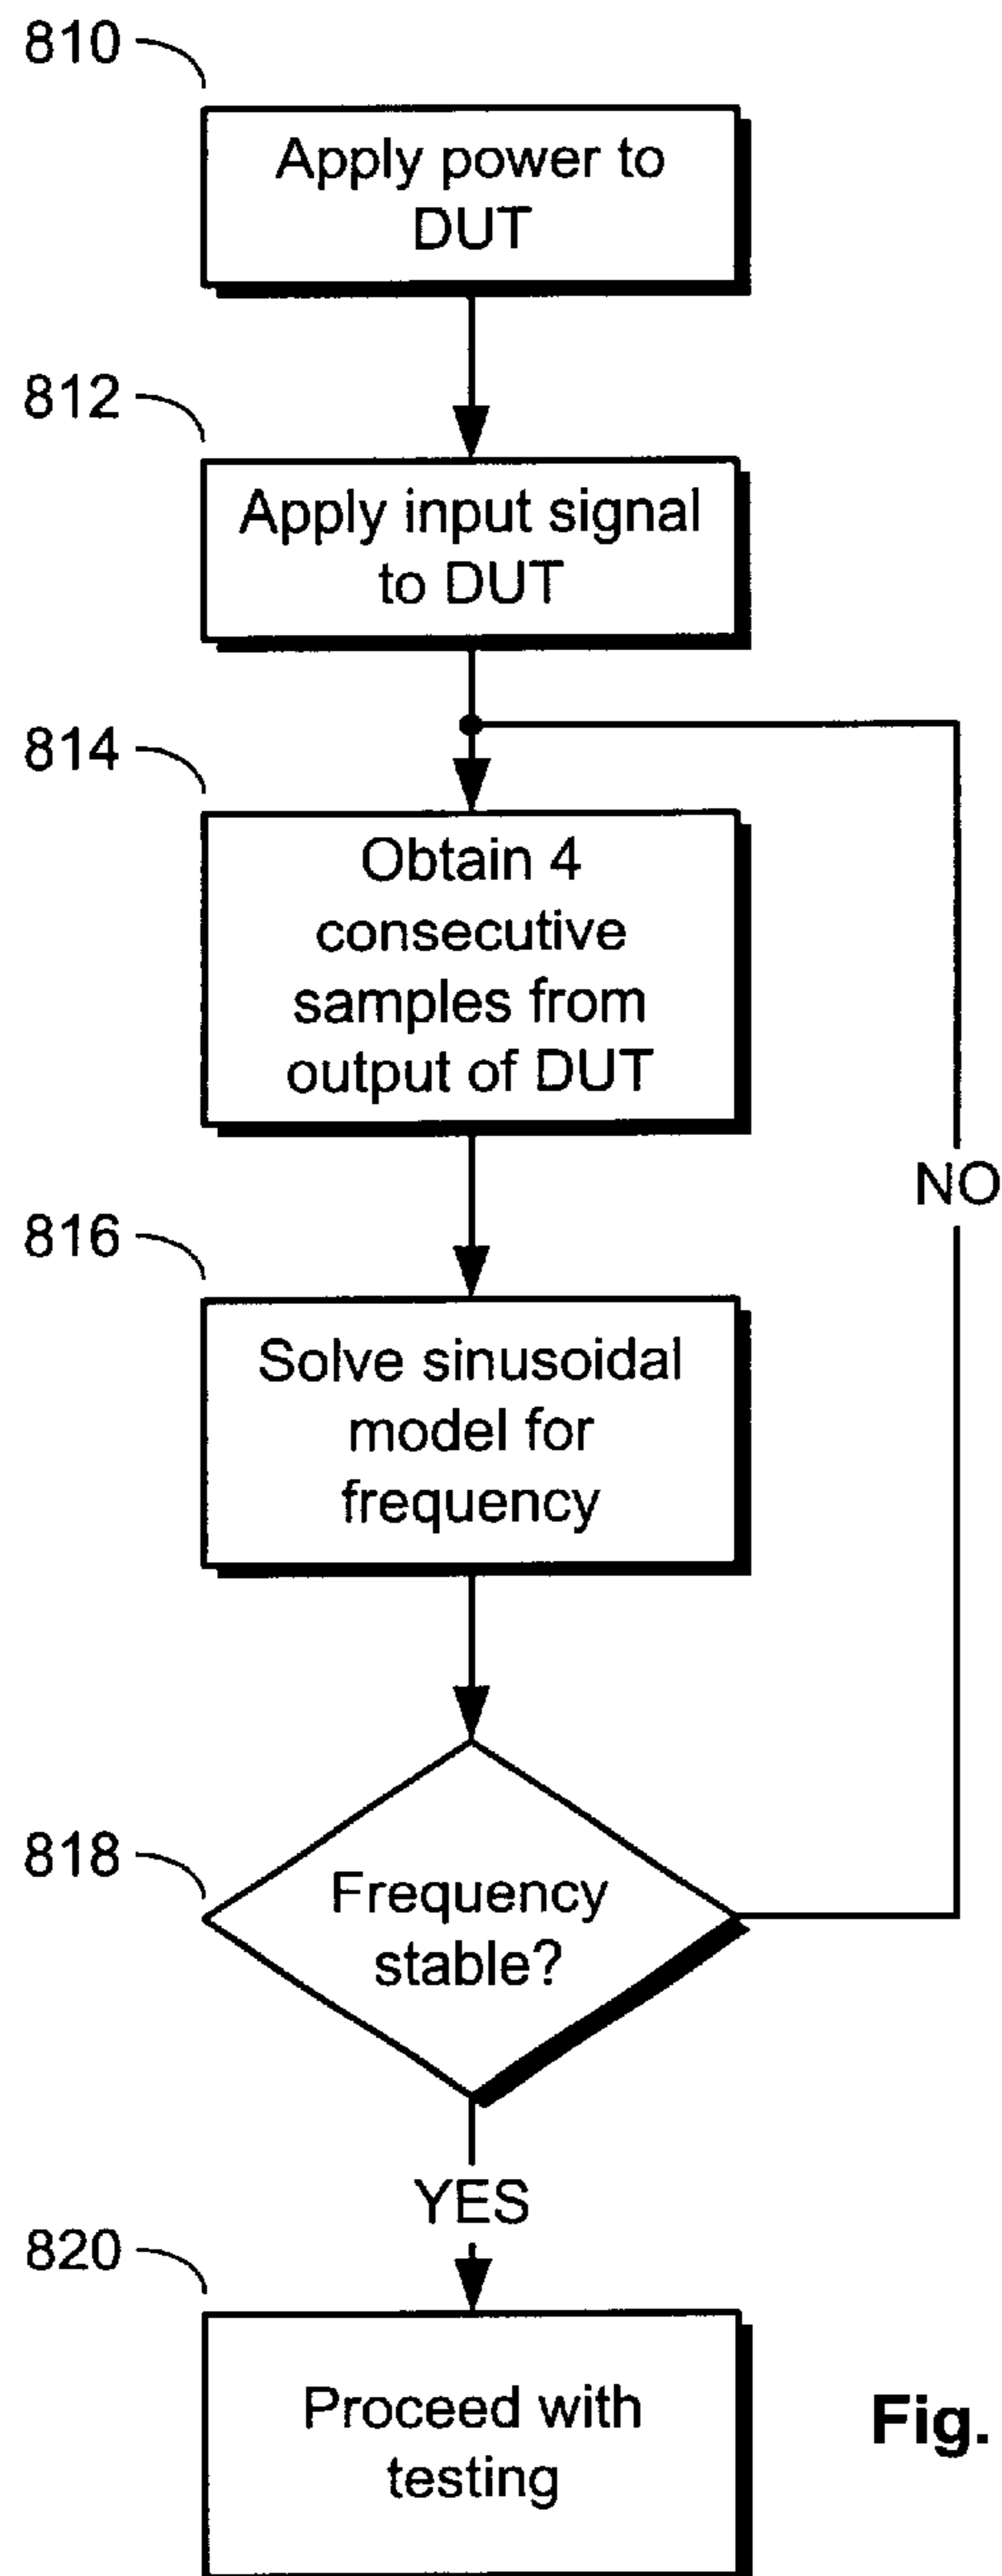 810
Apply power to
DUT
812
Apply input signal
to DUT
814
Obtain 4
consecutive
samples from
output of DUT
NO
816
Solve sinusoidal
model for
frequency
818
Frequency
stable?
YES
820
Proceed with
testing
Fig.